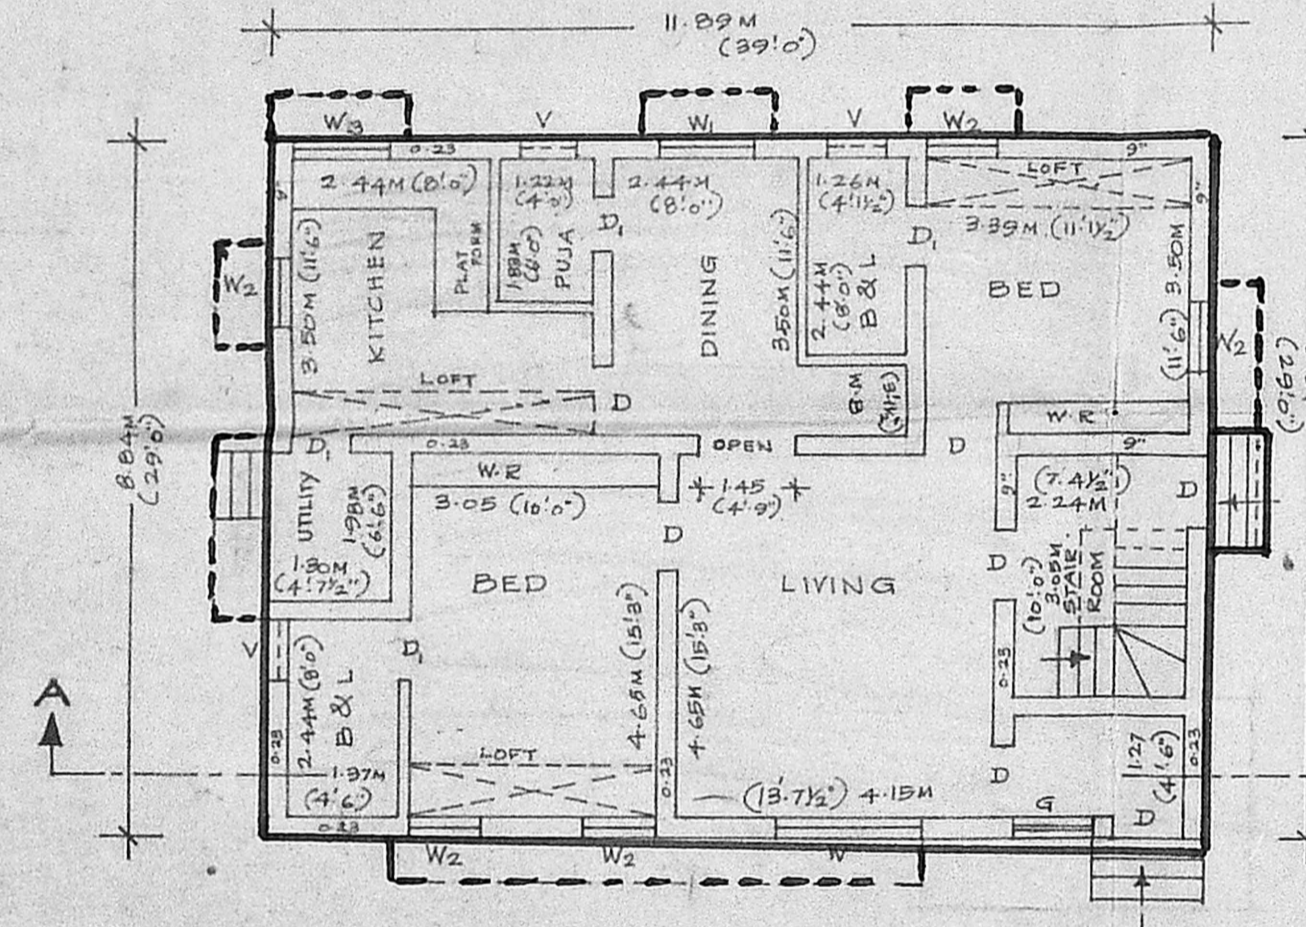 11.89M
(39'.0")
W3
V
W1
V
W2
0.23
9"
9"
2.44M (8'.0")
1.22M
(4'.0)
2.44M
(8'.0")
1.26M
(4'.1½")
LOFT
9"
3.39M (11'.1½")
D1
D1
W2
3.50M (11'.6")
KITCHEN
PLAT
FORM
1.83M
(6'.0")
PUJA
DINING
3.50M (11'.6")
2.44M
(8'.0")
B & L
BED
3.50M
(11'.6")
W2
(29'.0")
LOFT
D
W.R
8.84M
(29'.0")
D1
0.23
OPEN
D
9"
W.R
1.45
(4'.9")
9"
(7'.4½")
2.24M
D
UTILITY
1.98M
(6'.6")
3.05 (10'.0")
D
1.30M
(4'.7½")
BED
LIVING
D
(10'.0")
3.05M
STAIR.
ROOM
V
D1
4.65M (15'.3")
4.65M (15'.3")
0.23
A
2.44M (8'.0")
B & L
0.23
LOFT
0.23
D
1.27
(4'.6")
0.23
1.37M
(4'.6")
(13'.7½") 4.15M
G
D
0.23
W2
W2
W